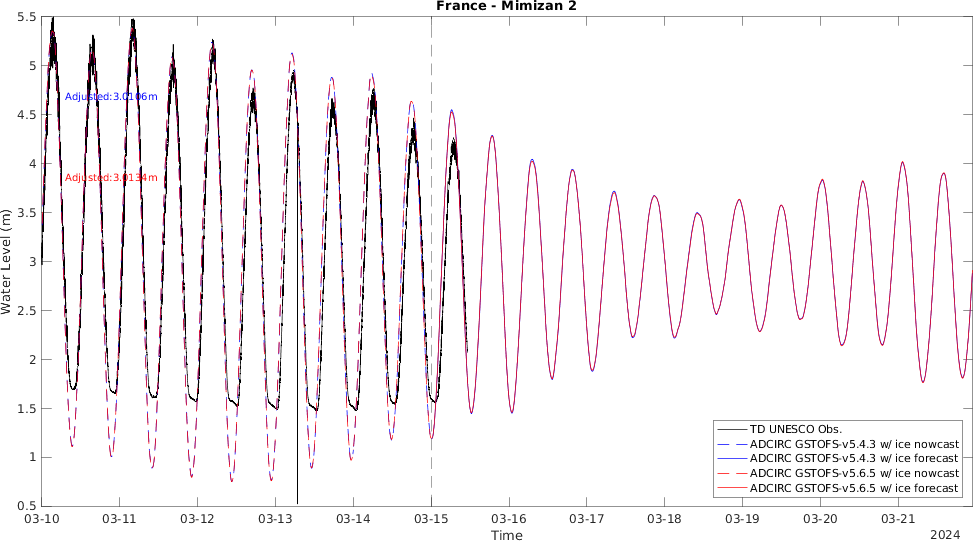 France - Mimizan 2
5.5
5
4.5
4
3.5
3
2.5
2
1.5
1
0.5
Water Level (m)
Adjusted:3.0106m
Adjusted:3.0134m
TD UNESCO Obs.
ADCIRC GSTOFS-v5.4.3 w/ ice nowcast
ADCIRC GSTOFS-v5.4.3 w/ ice forecast
ADCIRC GSTOFS-v5.6.5 w/ ice nowcast
ADCIRC GSTOFS-v5.6.5 w/ ice forecast
03-10 03-11 03-12 03-13 03-14 03-15 03-16 03-17 03-18 03-19 03-20 03-21
Time
2024